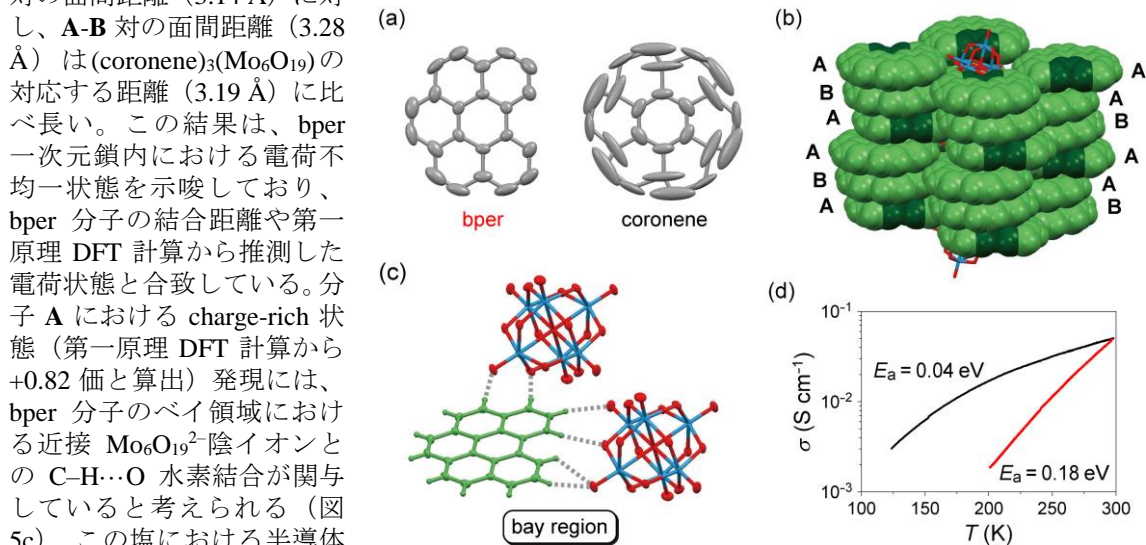 対の面間距離（3.14 Å）に対
し、A-B 対の面間距離（3.28
Å）は(coronene)₃(Mo₆O₁₉)の
対応する距離（3.19 Å）に比
べ長い。この結果は、bper
一次元鎖内における電荷不
均一状態を示唆しており、
bper 分子の結合距離や第一
原理 DFT 計算から推測した
電荷状態と合致している。分
子 A における charge-rich 状
態（第一原理 DFT 計算から
+0.82 価と算出）発現には、
bper 分子のベイ領域におけ
る近接 Mo₆O₁₉²⁻陰イオンと
の C–H···O 水素結合が関与
していると考えられる（図
5c)。この塩における半導体
(a)
bper
coronene
(b)
A
B
A
A
B
A
A
A
B
A
A
B
(c)
bay region
(d)
σ (S cm⁻¹)
10⁻¹
10⁻²
10⁻³
Eₐ = 0.04 eV
Eₐ = 0.18 eV
100 150 200 250 300
T (K)